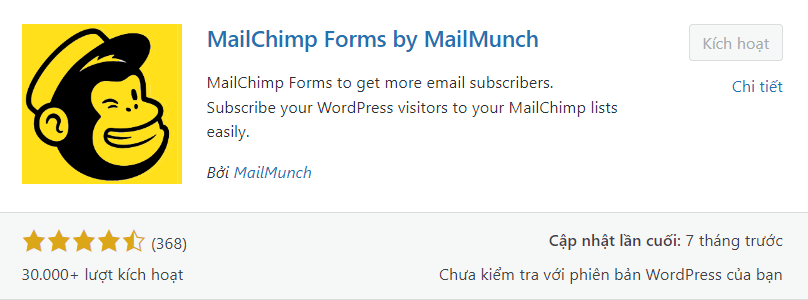 MailChimp Forms by MailMunch
Kích hoạt
Chi tiết
MailChimp Forms to get more email subscribers.
Subscribe your WordPress visitors to your MailChimp lists
easily.
Bởi MailMunch
(368)
Cập nhật lần cuối: 7 tháng trước
30.000+ lượt kích hoạt
Chưa kiểm tra với phiên bản WordPress của bạn